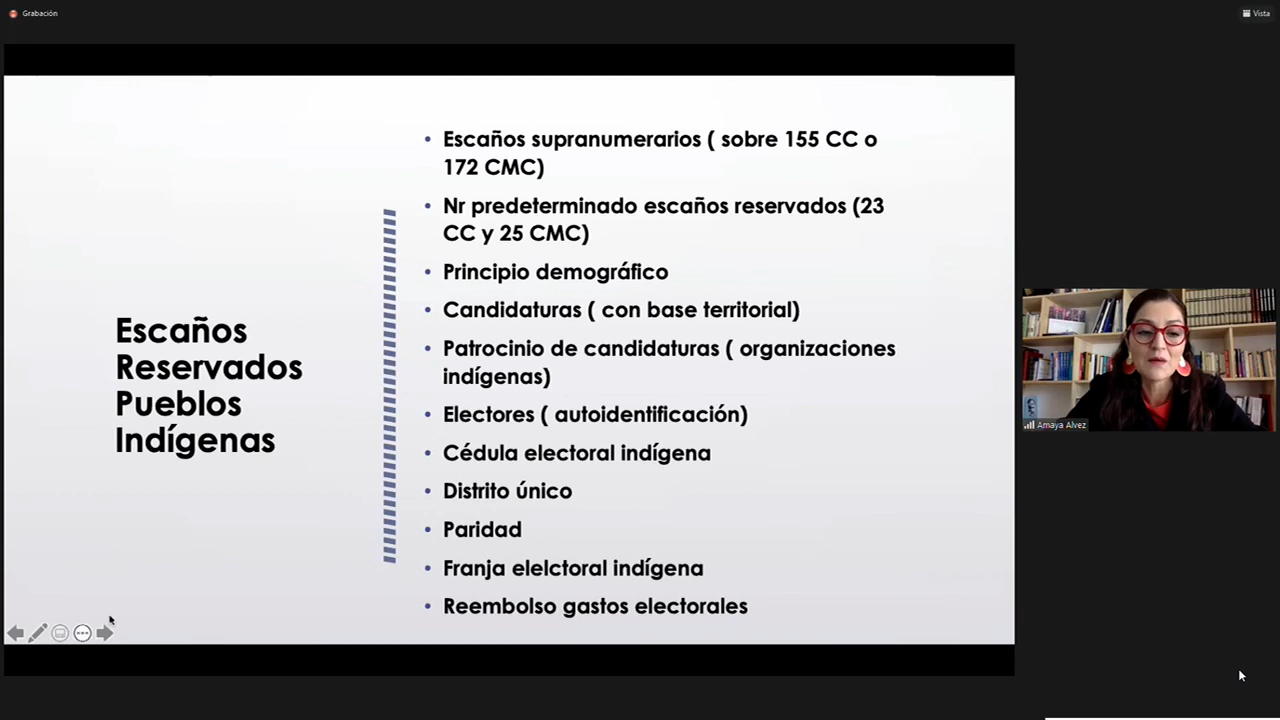 Grabación
Vista
Escaños
Reservados
Pueblos
Indígenas
• Escaños supranumerarios ( sobre 155 CC o
172 CMC)
• Nr predeterminado escaños reservados (23
CC y 25 CMC)
• Principio demográfico
• Candidaturas ( con base territorial)
• Patrocinio de candidaturas ( organizaciones
indígenas)
• Electores ( autoidentificación)
• Cédula electoral indígena
• Distrito único
• Paridad
• Franja elelctoral indígena
• Reembolso gastos electorales
Amaya Alvez